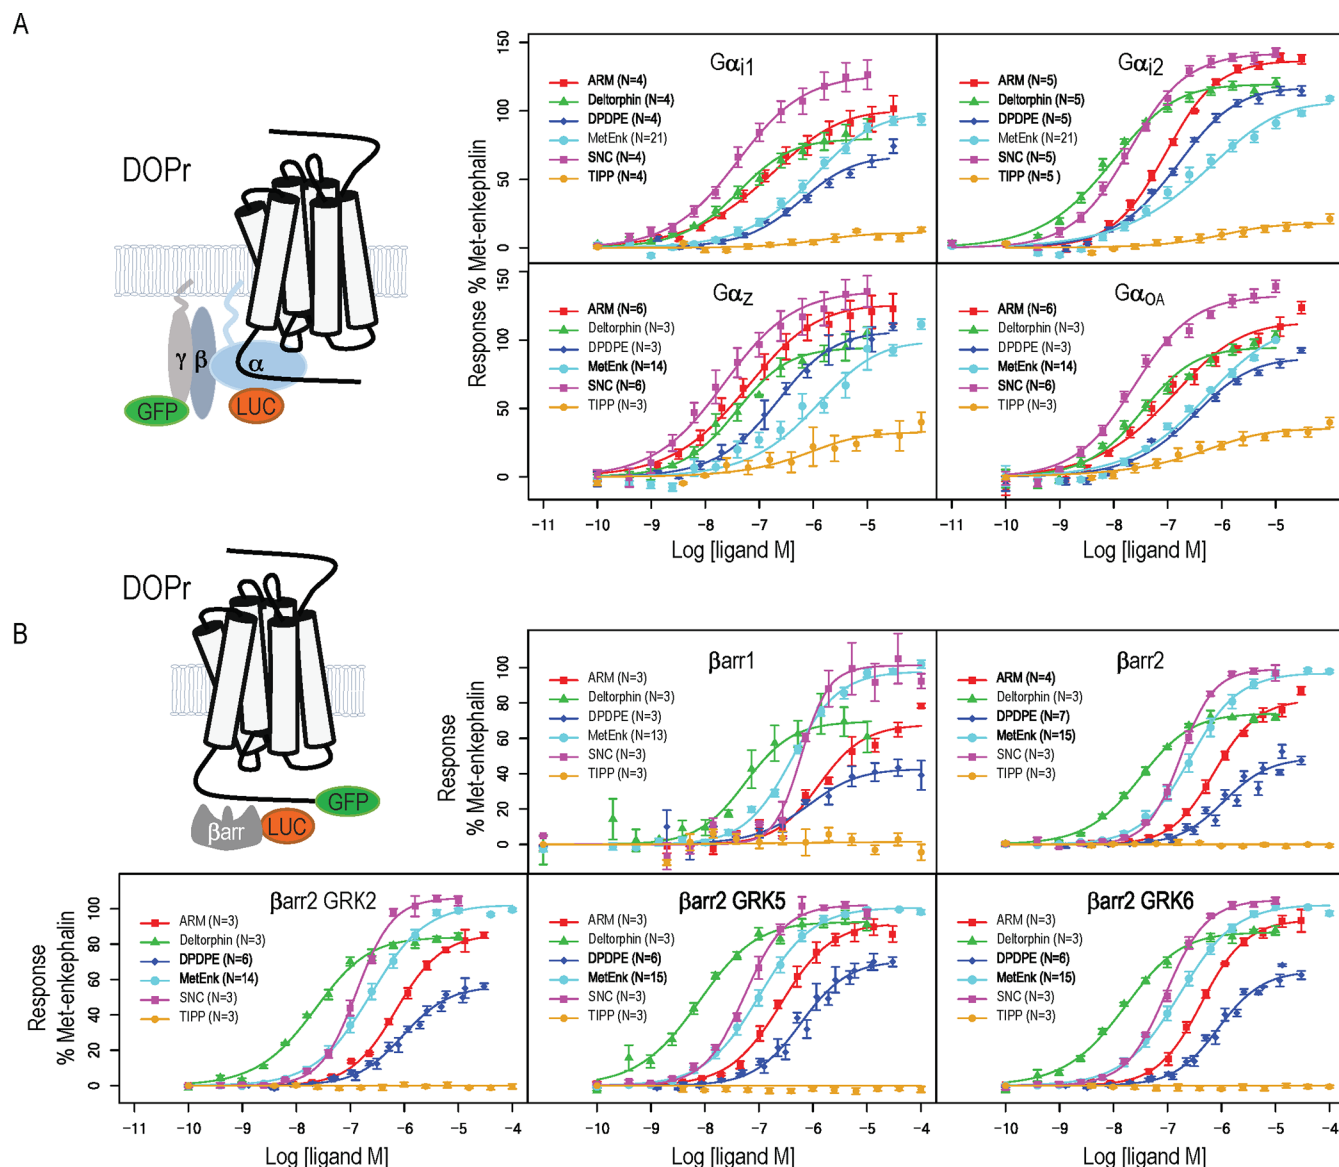 A
DOPr
γ
β
α
GFP
LUC
Response % Met-enkephalin
Gαi1
ARM (N=4)
Deltorphin (N=4)
DPDPE (N=4)
MetEnk (N=21)
SNC (N=4)
TIPP (N=4)
150
100
50
0
Gαi2
ARM (N=5)
Deltorphin (N=5)
DPDPE (N=5)
MetEnk (N=21)
SNC (N=5)
TIPP (N=5 )
GαZ
ARM (N=6)
Deltorphin (N=3)
DPDPE (N=3)
MetEnk (N=14)
SNC (N=6)
TIPP (N=3)
150
100
50
0
GαOA
ARM (N=6)
Deltorphin (N=3)
DPDPE (N=3)
MetEnk (N=14)
SNC (N=6)
TIPP (N=3)
−11 −10 −9 −8 −7 −6 −5
−11 −10 −9 −8 −7 −6 −5
Log [ligand M]
Log [ligand M]
B
DOPr
GFP
βarr
LUC
Response
% Met-enkephalin
βarr1
ARM (N=3)
Deltorphin (N=3)
DPDPE (N=3)
MetEnk (N=13)
SNC (N=3)
TIPP (N=3)
100
80
60
40
20
0
βarr2
ARM (N=4)
Deltorphin (N=3)
DPDPE (N=7)
MetEnk (N=15)
SNC (N=3)
TIPP (N=3)
Response
% Met-enkephalin
βarr2 GRK2
ARM (N=3)
Deltorphin (N=3)
DPDPE (N=6)
MetEnk (N=14)
SNC (N=3)
TIPP (N=3)
100
80
60
40
20
0
βarr2 GRK5
ARM (N=3)
Deltorphin (N=3)
DPDPE (N=6)
MetEnk (N=15)
SNC (N=3)
TIPP (N=3)
βarr2 GRK6
ARM (N=3)
Deltorphin (N=3)
DPDPE (N=6)
MetEnk (N=15)
SNC (N=3)
TIPP (N=3)
−11 −10 −9 −8 −7 −6 −5 −4
−10 −9 −8 −7 −6 −5 −4
−10 −9 −8 −7 −6 −5 −4
Log [ligand M]
Log [ligand M]
Log [ligand M]